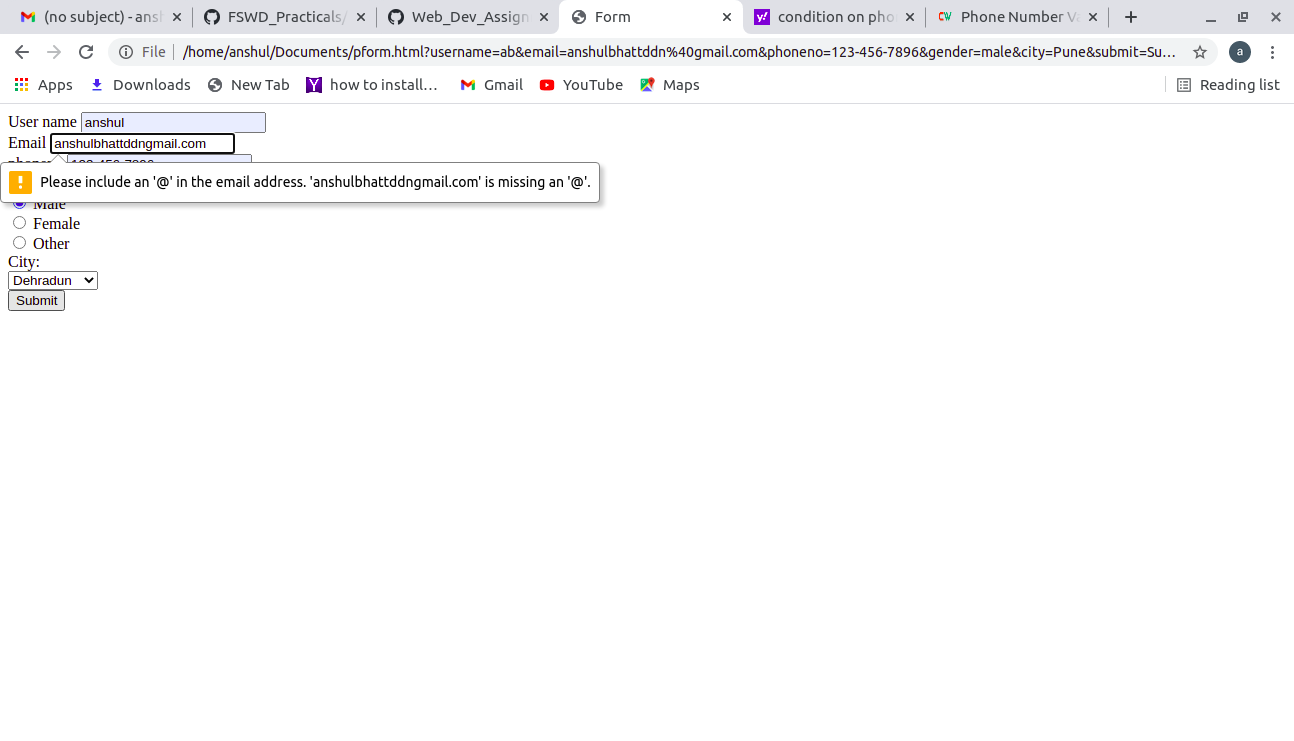 (no subject) - ansh
FSWD_Practicals/
Web_Dev_Assign
Form
condition on pho
Phone Number Va
File
/home/anshul/Documents/pform.html?username=ab&email=anshulbhattddn%40gmail.com&phoneno=123-456-7896&gender=male&city=Pune&submit=Su...
a
Apps
Downloads
New Tab
how to install...
Gmail
YouTube
Maps
Reading list
User name anshul
Email anshulbhattddngmail.com
Please include an '@' in the email address. 'anshulbhattddngmail.com' is missing an '@'.
Male
Female
Other
City:
Dehradun
Submit